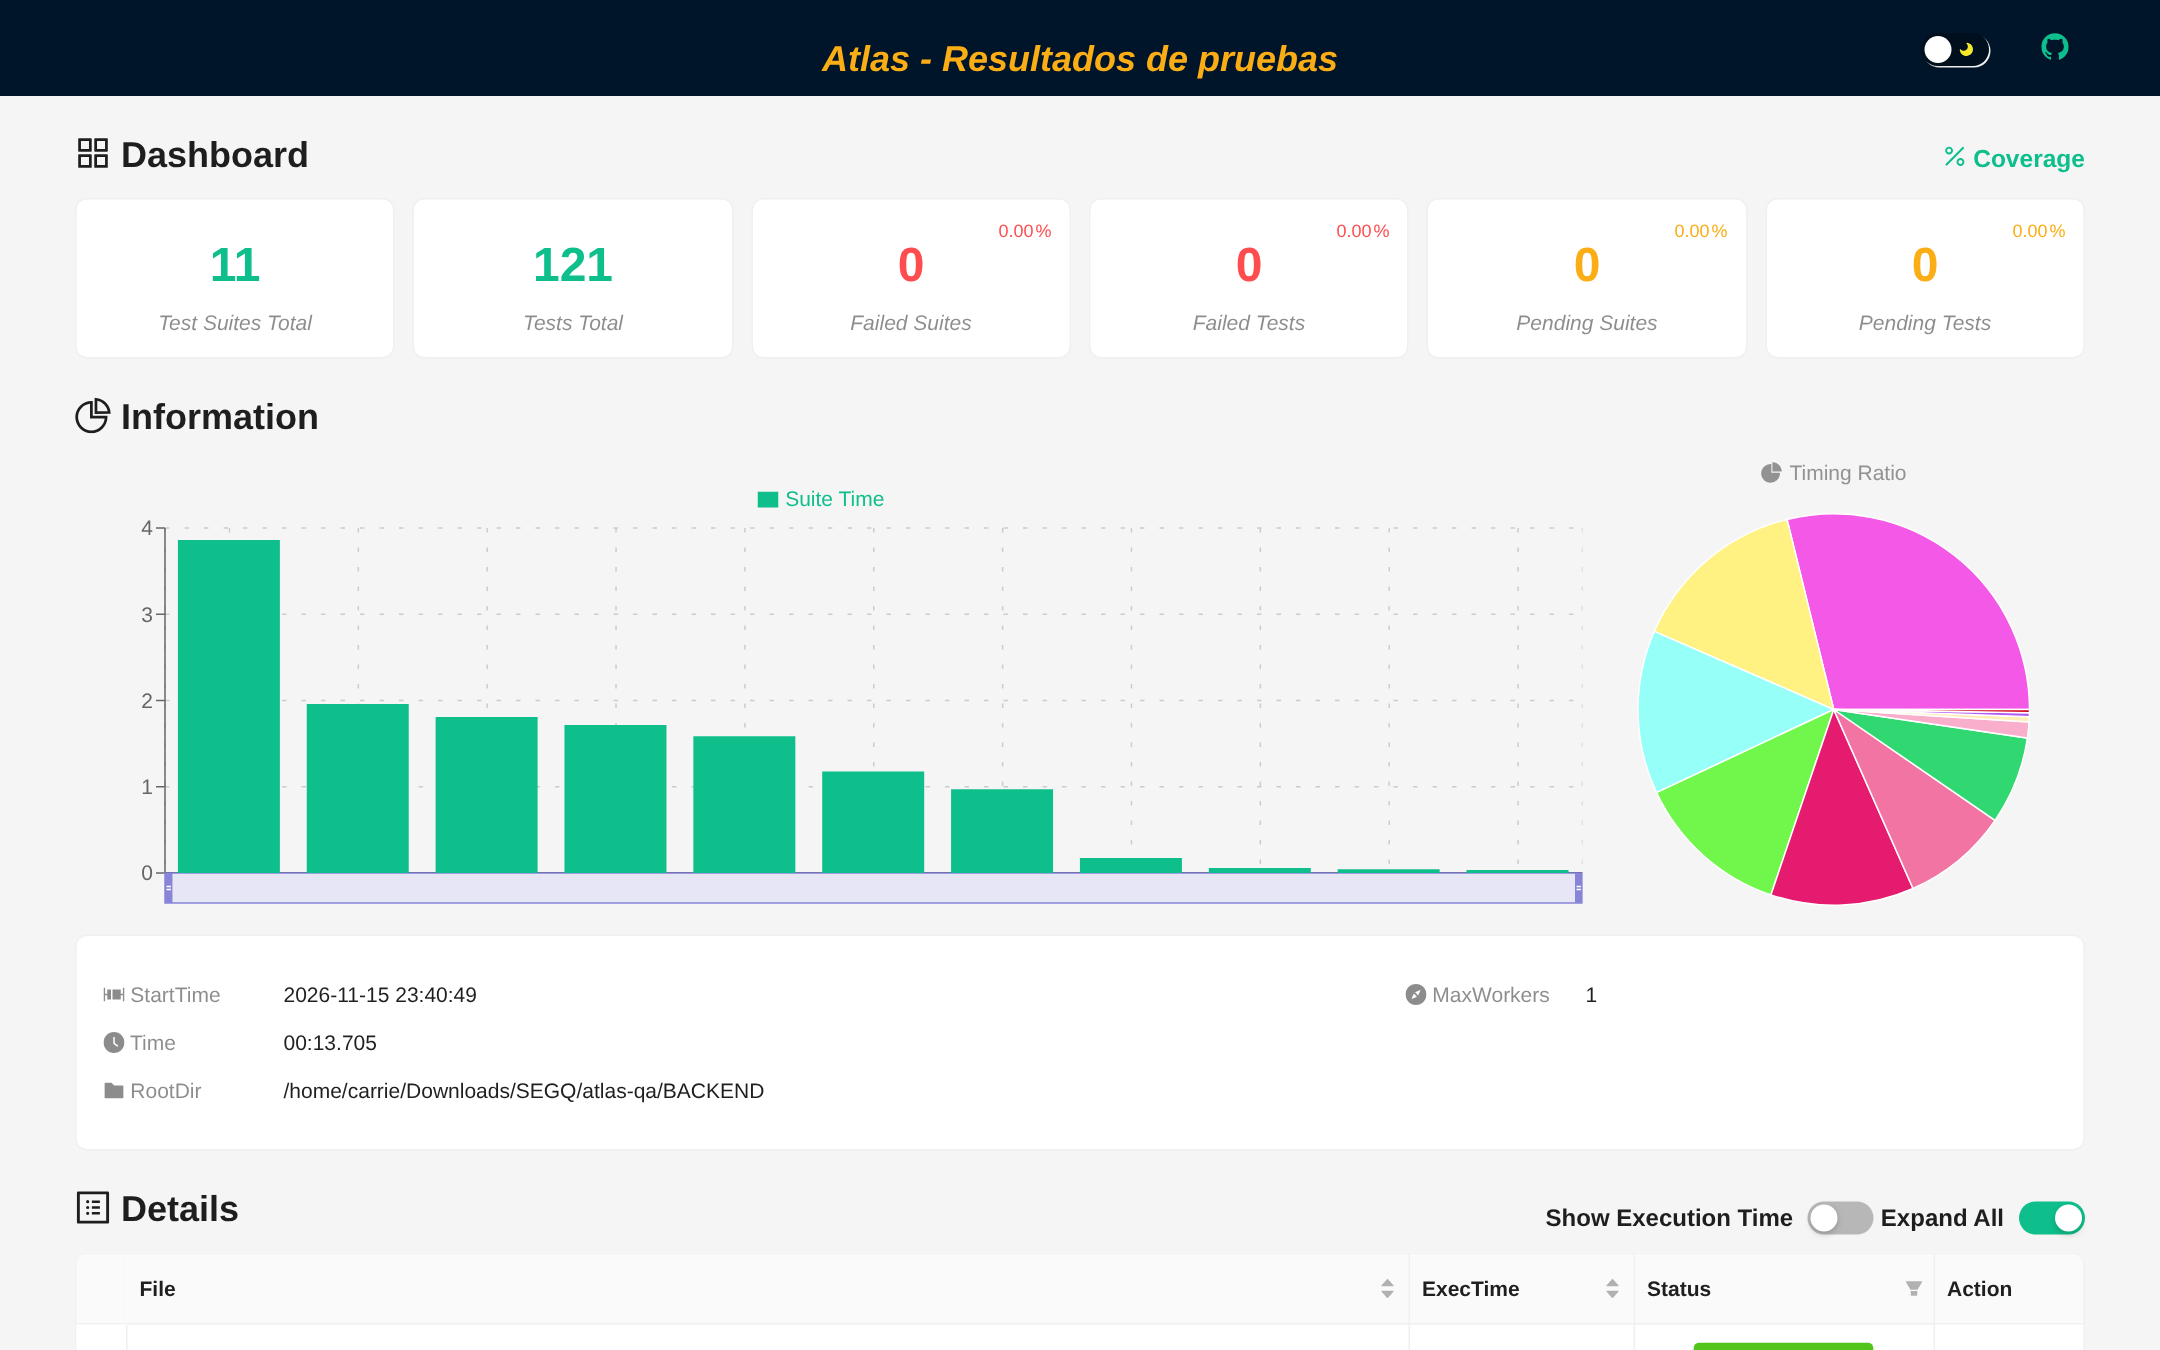 Atlas - Resultados de pruebas
Dashboard
Coverage
11
Test Suites Total
121
Tests Total
0.00%
0
Failed Suites
0.00%
0
Failed Tests
0.00%
0
Pending Suites
0.00%
0
Pending Tests
Information
Timing Ratio
Suite Time
4
3
2
1
0
StartTime 2026-11-15 23:40:49
MaxWorkers 1
Time 00:13.705
RootDir /home/carrie/Downloads/SEGQ/atlas-qa/BACKEND
Details
Show Execution Time Expand All
File ExecTime Status Action